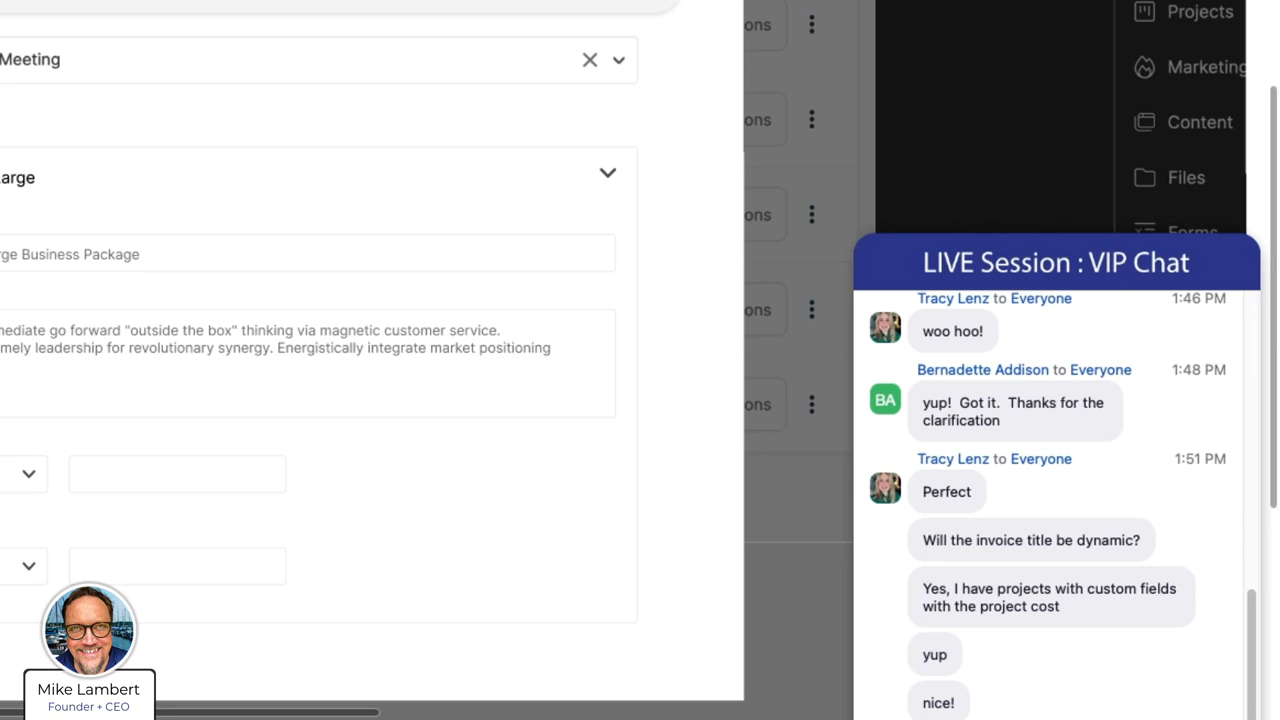 Meeting
Large
rge Business Package
mediate go forward "outside the box" thinking via magnetic customer service.
mely leadership for revolutionary synergy. Energistically integrate market positioning
Mike Lambert
Founder + CEO
ons
ons
ons
ons
ons
Projects
Marketing
Content
Files
Forms
LIVE Session : VIP Chat
Tracy Lenz to Everyone 1:46 PM
woo hoo!
Bernadette Addison to Everyone 1:48 PM
BA
yup! Got it. Thanks for the
clarification
Tracy Lenz to Everyone 1:51 PM
Perfect
Will the invoice title be dynamic?
Yes, I have projects with custom fields
with the project cost
yup
nice!